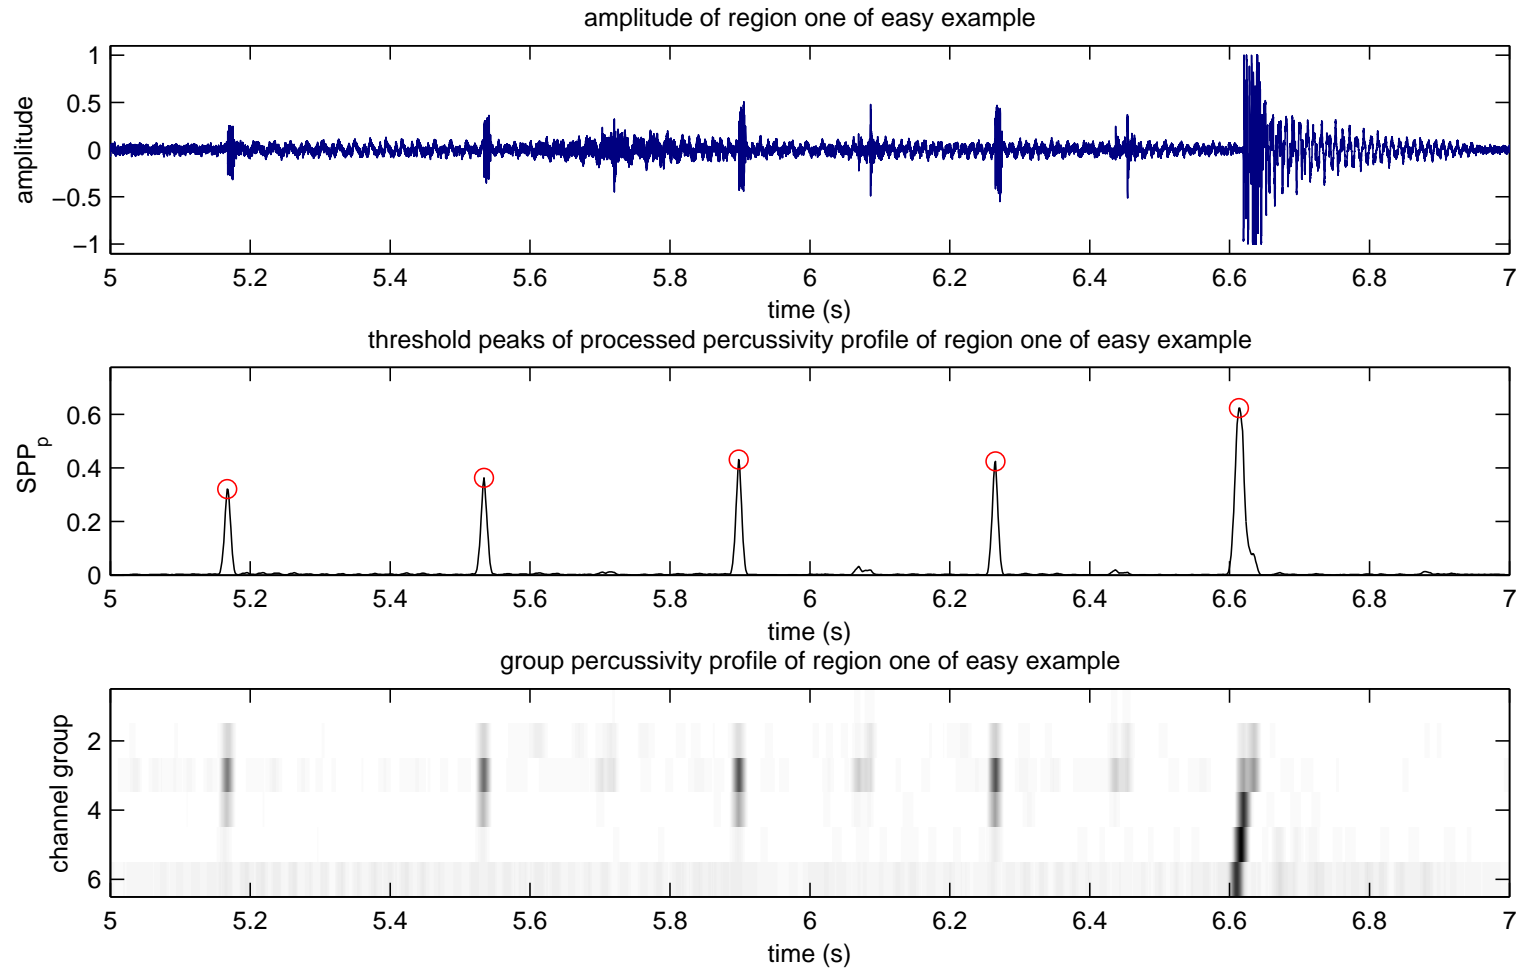 amplitude of region one of easy example
amplitude
1
0.5
0
−0.5
−1
5 5.2 5.4 5.6 5.8 6 6.2 6.4 6.6 6.8 7
time (s)
threshold peaks of processed percussivity profile of region one of easy example
SPP_p
0.6
0.4
0.2
0
5 5.2 5.4 5.6 5.8 6 6.2 6.4 6.6 6.8 7
time (s)
group percussivity profile of region one of easy example
channel group
2
4
6
5 5.2 5.4 5.6 5.8 6 6.2 6.4 6.6 6.8 7
time (s)